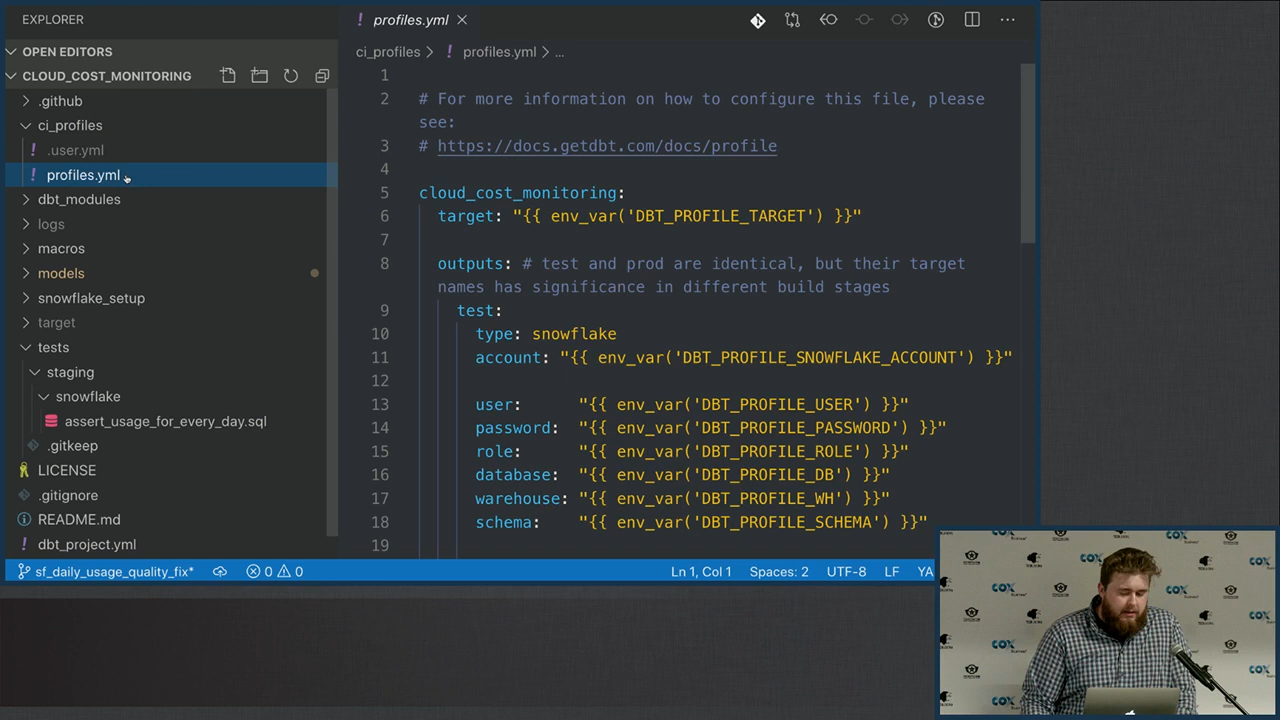 EXPLORER
OPEN EDITORS
CLOUD_COST_MONITORING
.github
ci_profiles
.user.yml
profiles.yml
dbt_modules
logs
macros
models
snowflake_setup
target
tests
staging
snowflake
assert_usage_for_every_day.sql
.gitkeep
LICENSE
.gitignore
README.md
dbt_project.yml
! profiles.yml
ci_profiles > ! profiles.yml > ...
1
2 # For more information on how to configure this file, please
see:
3 # https://docs.getdbt.com/docs/profile
4
5 cloud_cost_monitoring:
6 target: "{{ env_var('DBT_PROFILE_TARGET') }}"
7
8 outputs: # test and prod are identical, but their target
names has significance in different build stages
9 test:
10 type: snowflake
11 account: "{{ env_var('DBT_PROFILE_SNOWFLAKE_ACCOUNT') }}"
12
13 user: "{{ env_var('DBT_PROFILE_USER') }}"
14 password: "{{ env_var('DBT_PROFILE_PASSWORD') }}"
15 role: "{{ env_var('DBT_PROFILE_ROLE') }}"
16 database: "{{ env_var('DBT_PROFILE_DB') }}"
17 warehouse: "{{ env_var('DBT_PROFILE_WH') }}"
18 schema: "{{ env_var('DBT_PROFILE_SCHEMA') }}"
19
sf_daily_usage_quality_fix* 0 0 Ln 1, Col 1 Spaces: 2 UTF-8 LF YA
COX
COX
COX
COX
COX
COX